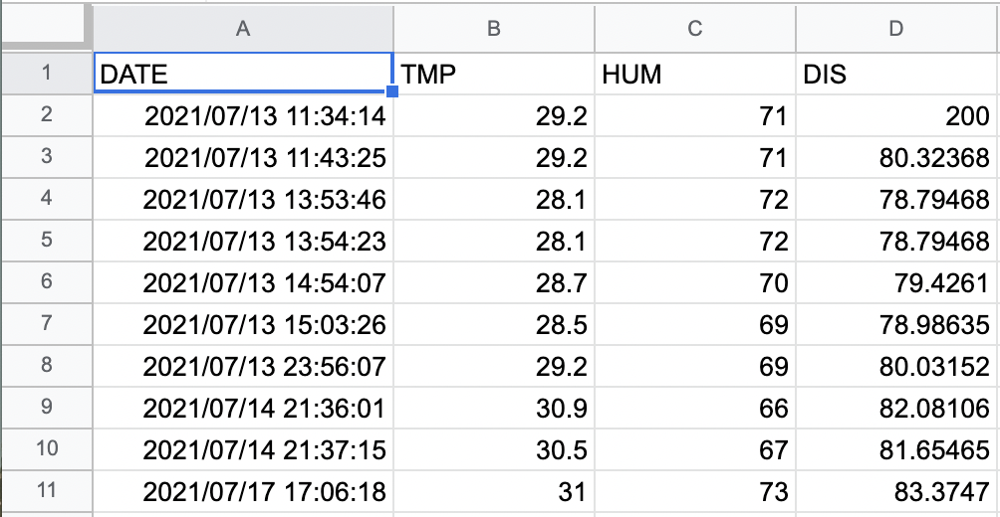 A B C D
1 DATE TMP HUM DIS
2 2021/07/13 11:34:14 29.2 71 200
3 2021/07/13 11:43:25 29.2 71 80.32368
4 2021/07/13 13:53:46 28.1 72 78.79468
5 2021/07/13 13:54:23 28.1 72 78.79468
6 2021/07/13 14:54:07 28.7 70 79.4261
7 2021/07/13 15:03:26 28.5 69 78.98635
8 2021/07/13 23:56:07 29.2 69 80.03152
9 2021/07/14 21:36:01 30.9 66 82.08106
10 2021/07/14 21:37:15 30.5 67 81.65465
11 2021/07/17 17:06:18 31 73 83.3747